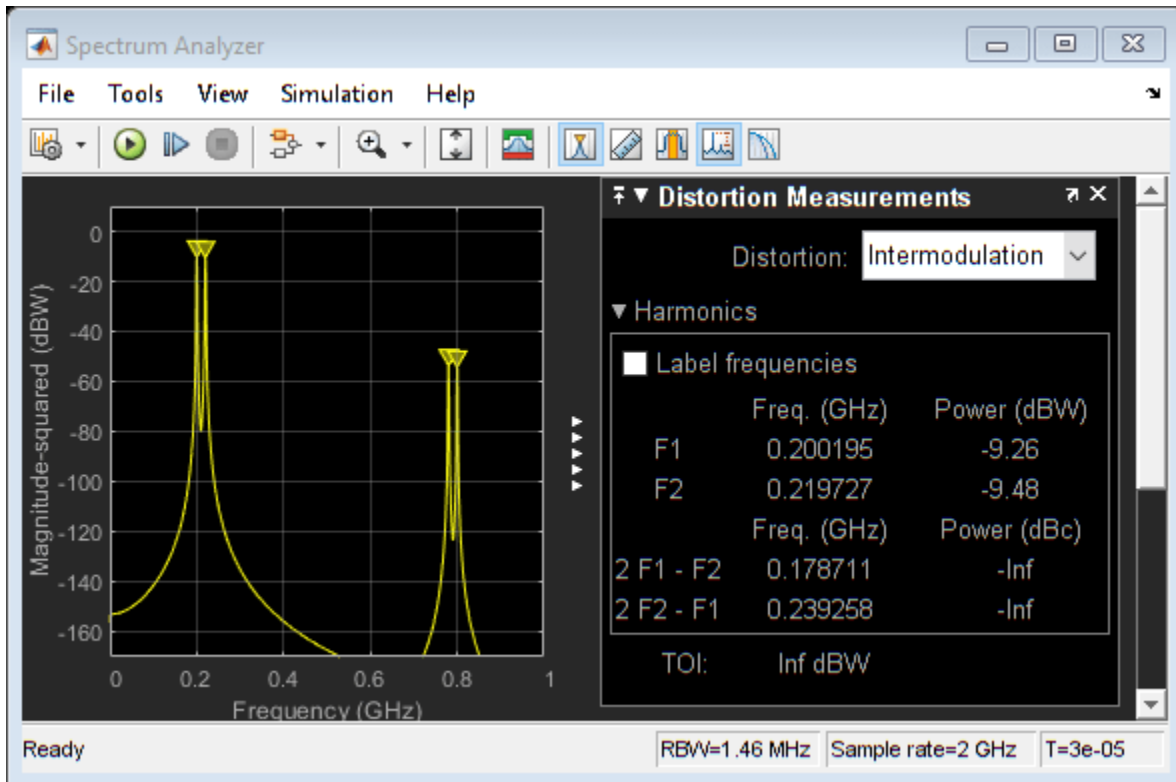 Spectrum Analyzer
File Tools View Simulation Help
Distortion Measurements
Distortion: Intermodulation
Harmonics
Label frequencies
Freq. (GHz) Power (dBW)
F1 0.200195 -9.26
F2 0.219727 -9.48
Freq. (GHz) Power (dBc)
2 F1 - F2 0.178711 -Inf
2 F2 - F1 0.239258 -Inf
TOI: Inf dBW
Magnitude-squared (dBW)
0
-20
-40
-60
-80
-100
-120
-140
-160
0 0.2 0.4 0.6 0.8 1
Frequency (GHz)
Ready RBW=1.46 MHz Sample rate=2 GHz T=3e-05